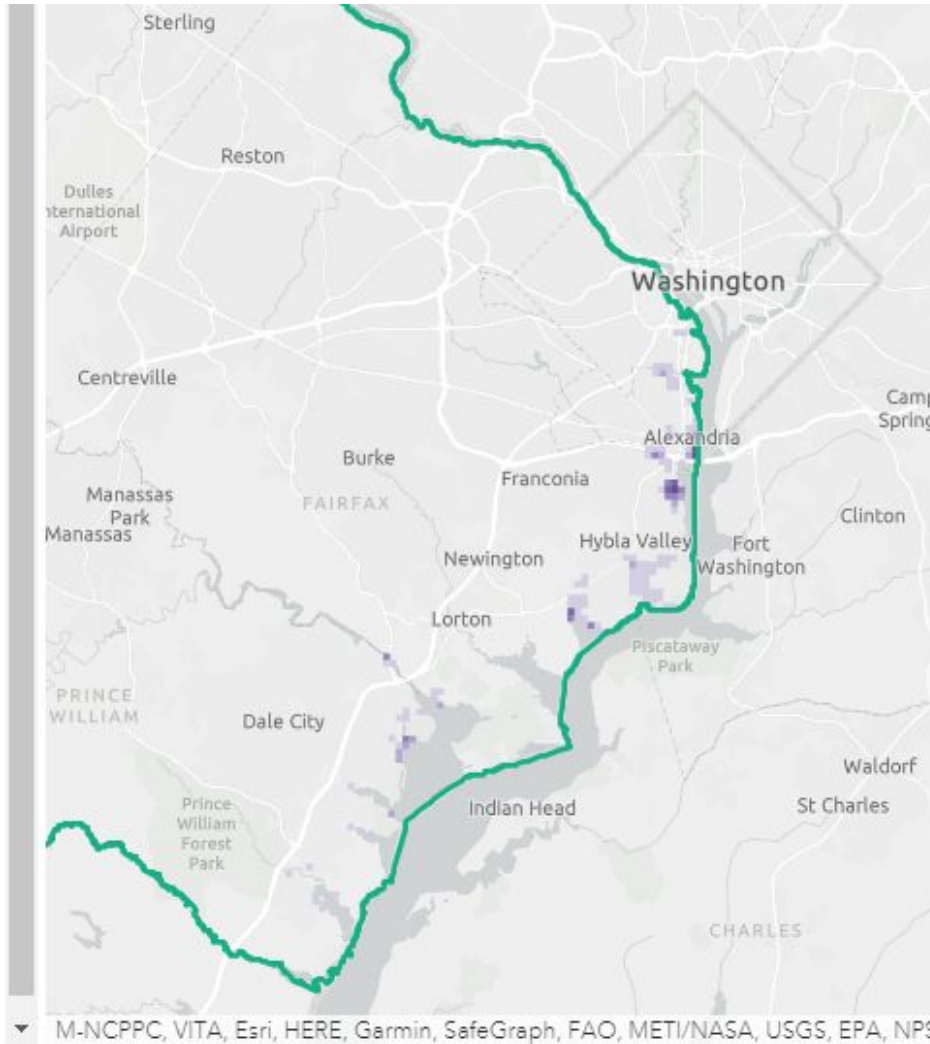 Sterling
Reston
Dulles
International
Airport
Washington
Centreville
Camp
Spring
Alexandria
Burke
Franconia
Manassas
Park
FAIRFAX
Clinton
Manassas
Hybla Valley
Fort
Washington
Newington
Lorton
Piscataway
Park
PRINCE
WILLIAM
Dale City
Waldorf
Indian Head
St Charles
Prince
William
Forest
Park
CHARLES
M-NCPPC, VITA, Esri, HERE, Garmin, SafeGraph, FAO, METI/NASA, USGS, EPA, NPS